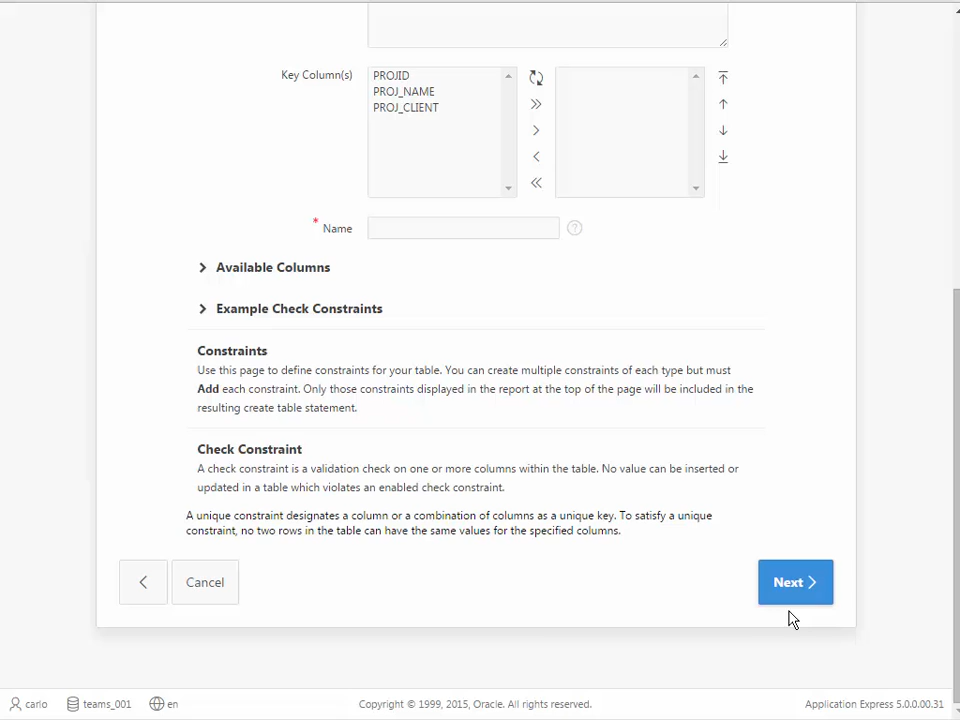 Key Column(s)
PROJID
PROJ_NAME
PROJ_CLIENT
* Name
?
Available Columns
Example Check Constraints
Constraints
Use this page to define constraints for your table. You can create multiple constraints of each type but must
Add each constraint. Only those constraints displayed in the report at the top of the page will be included in the
resulting create table statement.
Check Constraint
A check constraint is a validation check on one or more columns within the table. No value can be inserted or
updated in a table which violates an enabled check constraint.
A unique constraint designates a column or a combination of columns as a unique key. To satisfy a unique
constraint, no two rows in the table can have the same values for the specified columns.
Cancel
Next
cario teams_001 en Copyright © 1999, 2015, Oracle. All rights reserved. Application Express 5.0.0.00.31